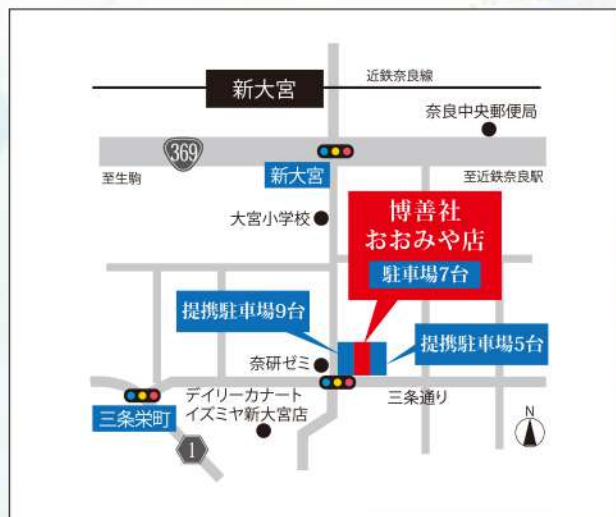 近鉄奈良線
新大宮
奈良中央郵便局
369
新大宮
至生駒
至近鉄奈良駅
大宮小学校
博善社
おおみや店
駐車場7台
提携駐車場9台
提携駐車場5台
奈研ゼミ
三条通り
デイリーカナート
イズミヤ新大宮店
三条栄町
1
N